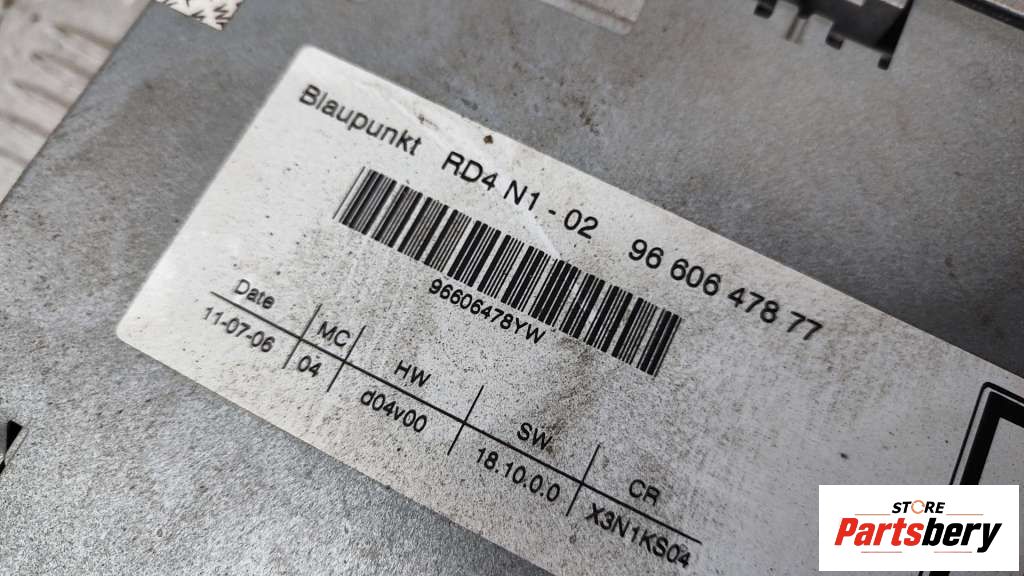 Blaupunkt RD4 N1 - 02 96 606 478 77
96606478YW
Date MC HW SW CR
11-07-06 04 d04v00 18.10.0.0 X3N1KS04
STORE
Partsbery